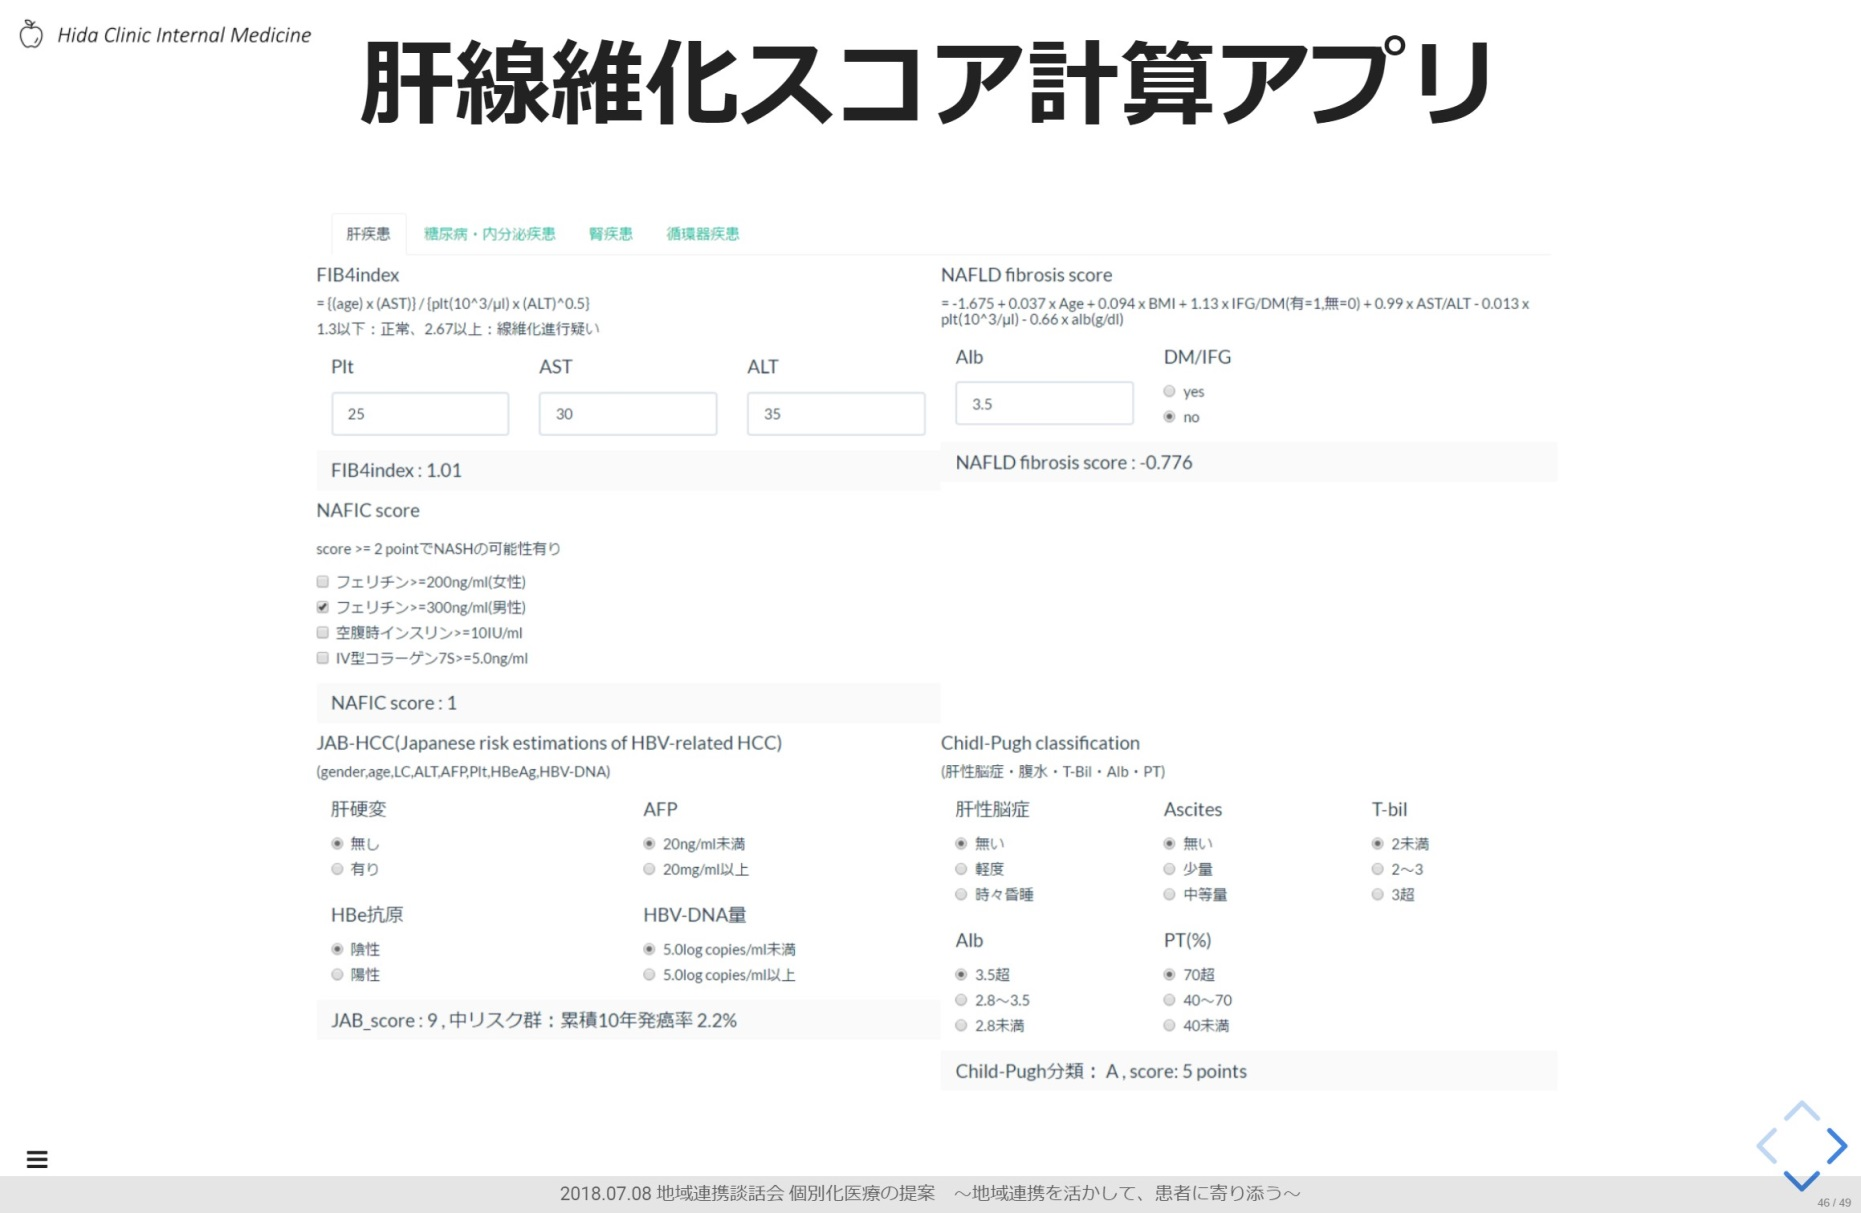 Hida Clinic Internal Medicine
肝線維化スコア計算アプリ
肝疾患 糖尿病・内分泌疾患 腎疾患 循環器疾患
FIB4index
= {(age) x (AST)} / {plt(10^3/μl) x (ALT)^0.5}
1.3以下：正常、2.67以上：線維化進行疑い
Plt AST ALT
25 30 35
FIB4index : 1.01
NAFLD fibrosis score
= -1.675 + 0.037 x Age + 0.094 x BMI + 1.13 x IFG/DM(有=1,無=0) + 0.99 x AST/ALT - 0.013 x
plt(10^3/μl) - 0.66 x alb(g/dl)
Alb DM/IFG
3.5
yes
no
NAFLD fibrosis score : -0.776
NAFIC score
score >= 2 pointでNASHの可能性有り
フェリチン>=200ng/ml(女性)
フェリチン>=300ng/ml(男性)
空腹時インスリン>=10IU/ml
IV型コラーゲン7S>=5.0ng/ml
NAFIC score : 1
JAB-HCC(Japanese risk estimations of HBV-related HCC)
(gender,age,LC,ALT,AFP,Plt,HBeAg,HBV-DNA)
肝硬変 AFP
無し 20ng/ml未満
有り 20mg/ml以上
HBe抗原 HBV-DNA量
陰性 5.0log copies/ml未満
陽性 5.0log copies/ml以上
JAB_score : 9 , 中リスク群：累積10年発癌率 2.2%
Chidl-Pugh classification
(肝性脳症・腹水・T-Bil・Alb・PT)
肝性脳症 Ascites T-bil
無い 無い 2未満
軽度 少量 2～3
時々昏睡 中等量 3超
Alb PT(%)
3.5超 70超
2.8～3.5 40～70
2.8未満 40未満
Child-Pugh分類： A , score: 5 points
2018.07.08 地域連携談話会 個別化医療の提案　～地域連携を活かして、患者に寄り添う～
46 / 49